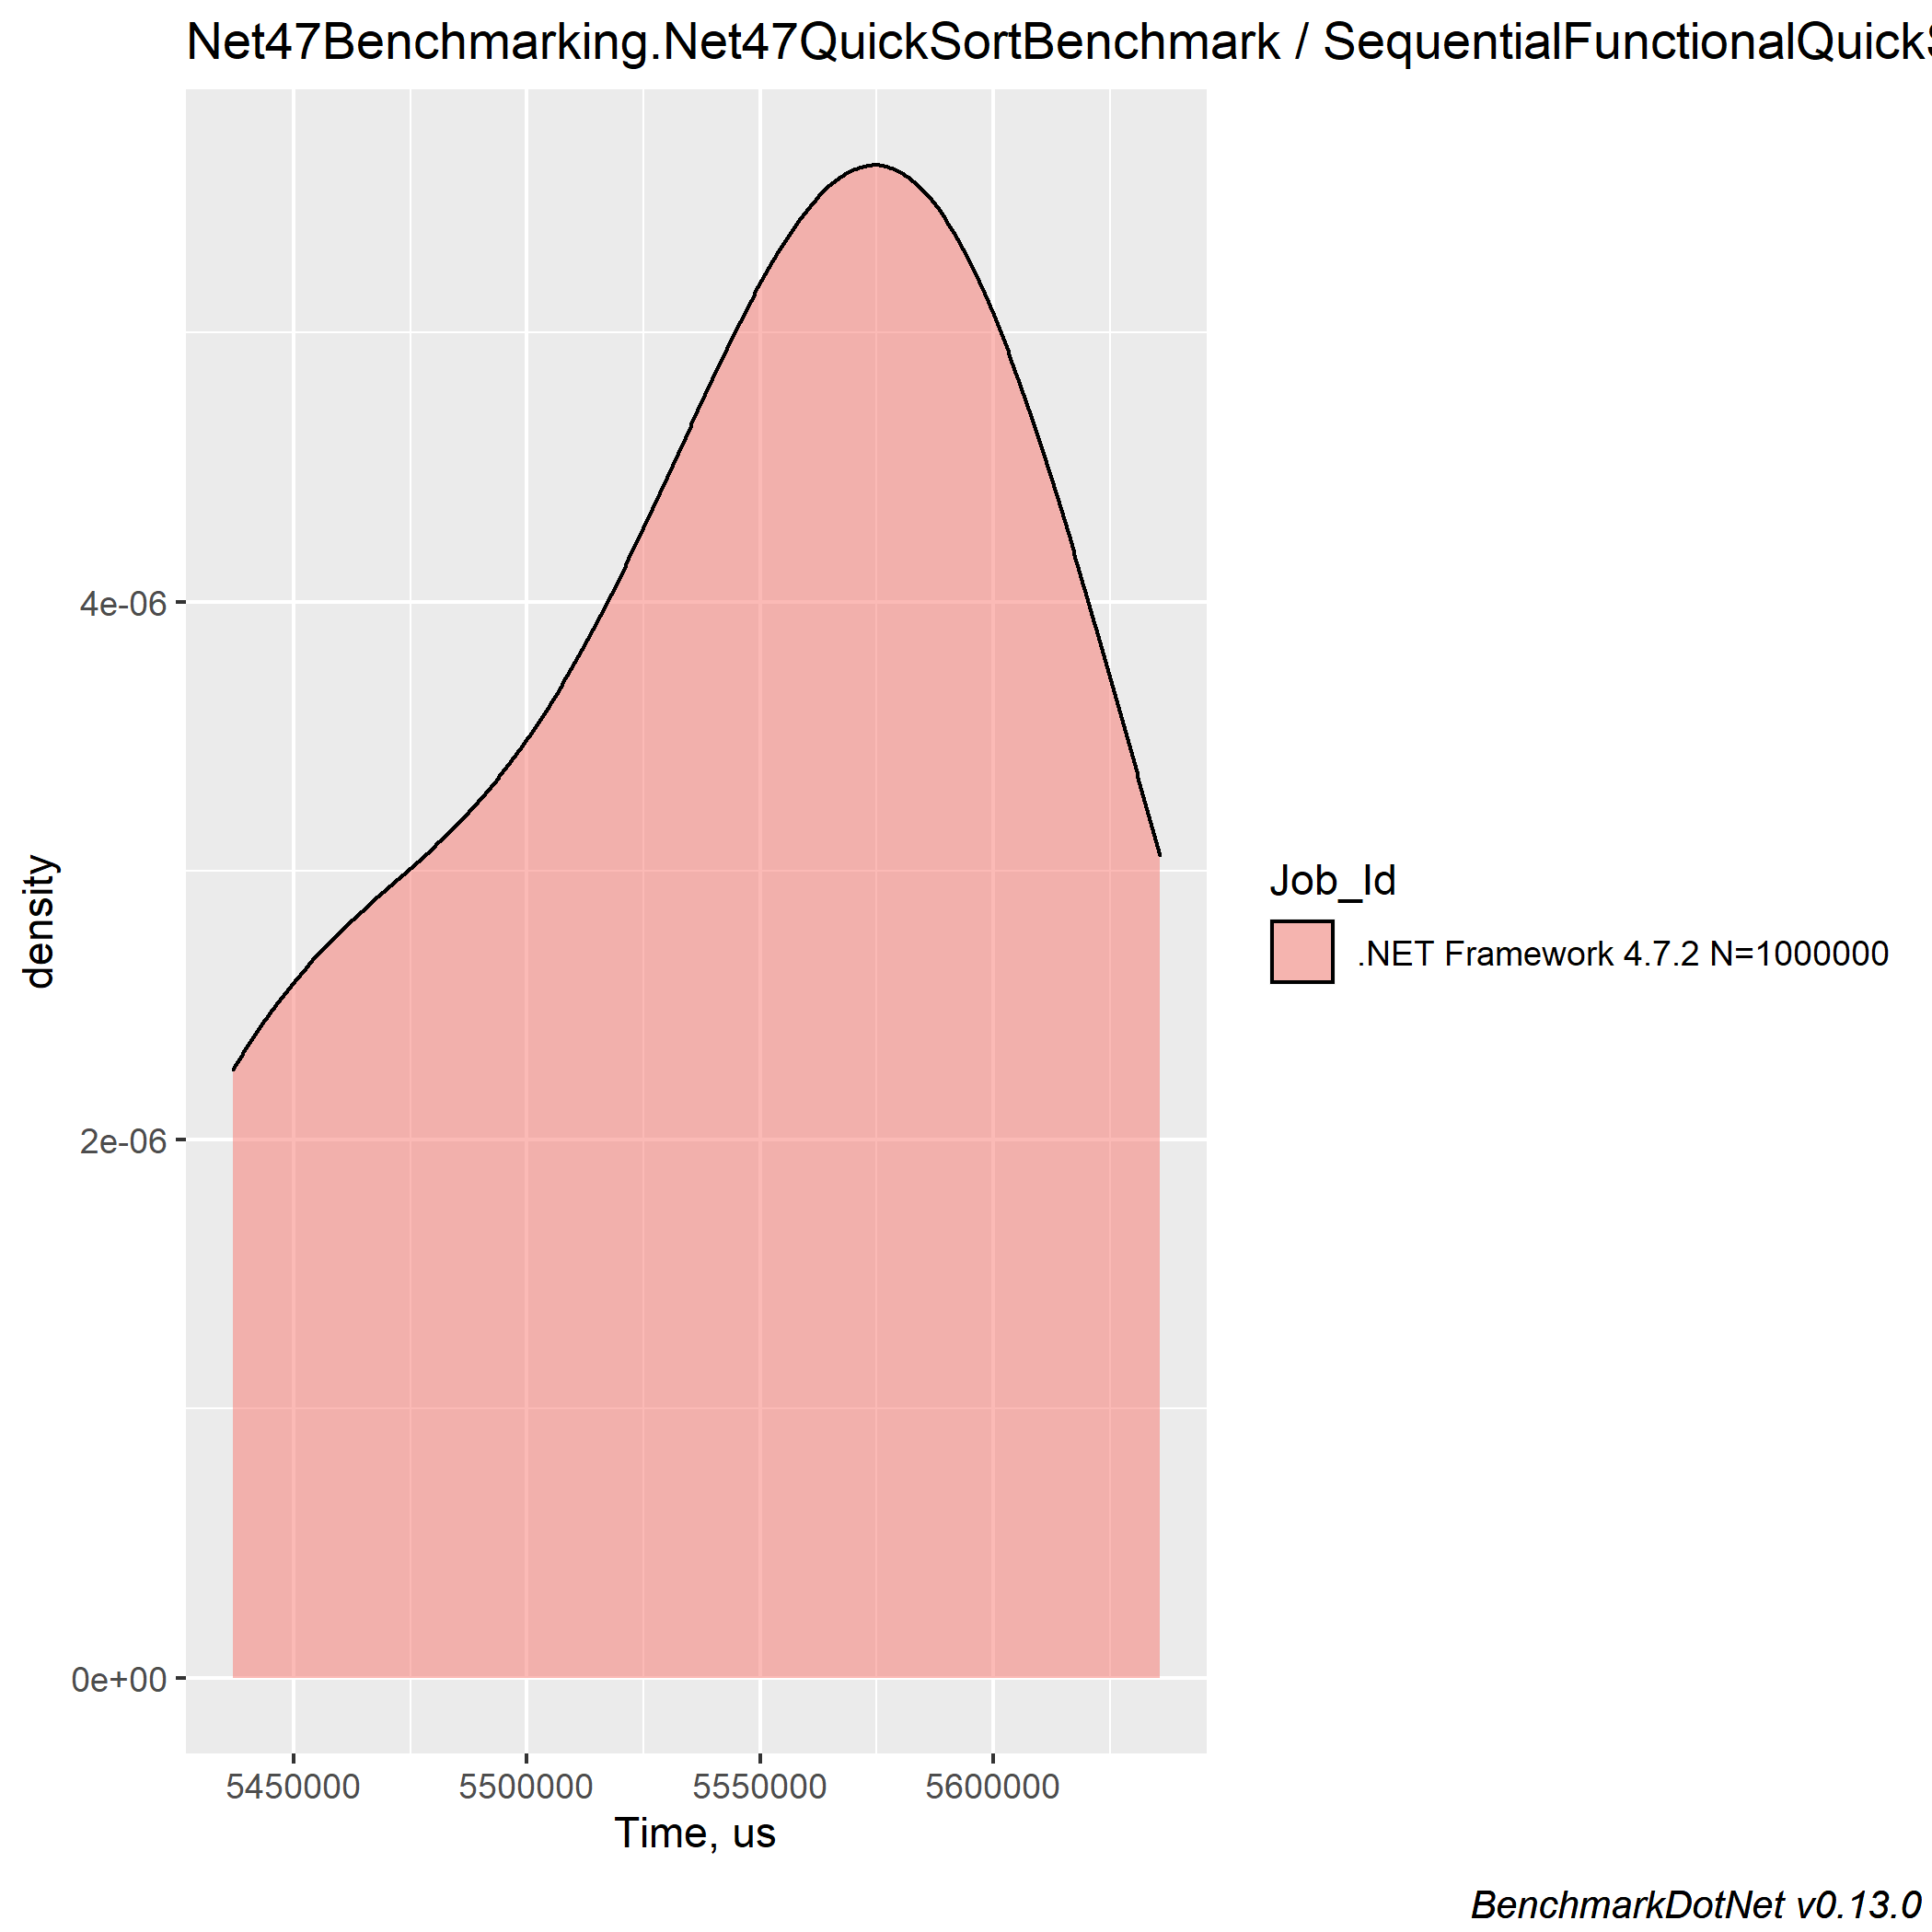 Net47Benchmarking.Net47QuickSortBenchmark / SequentialFunctionalQuick
density
4e-06
2e-06
0e+00
5450000 5500000 5550000 5600000
Time, us
Job_Id
.NET Framework 4.7.2 N=1000000
BenchmarkDotNet v0.13.0